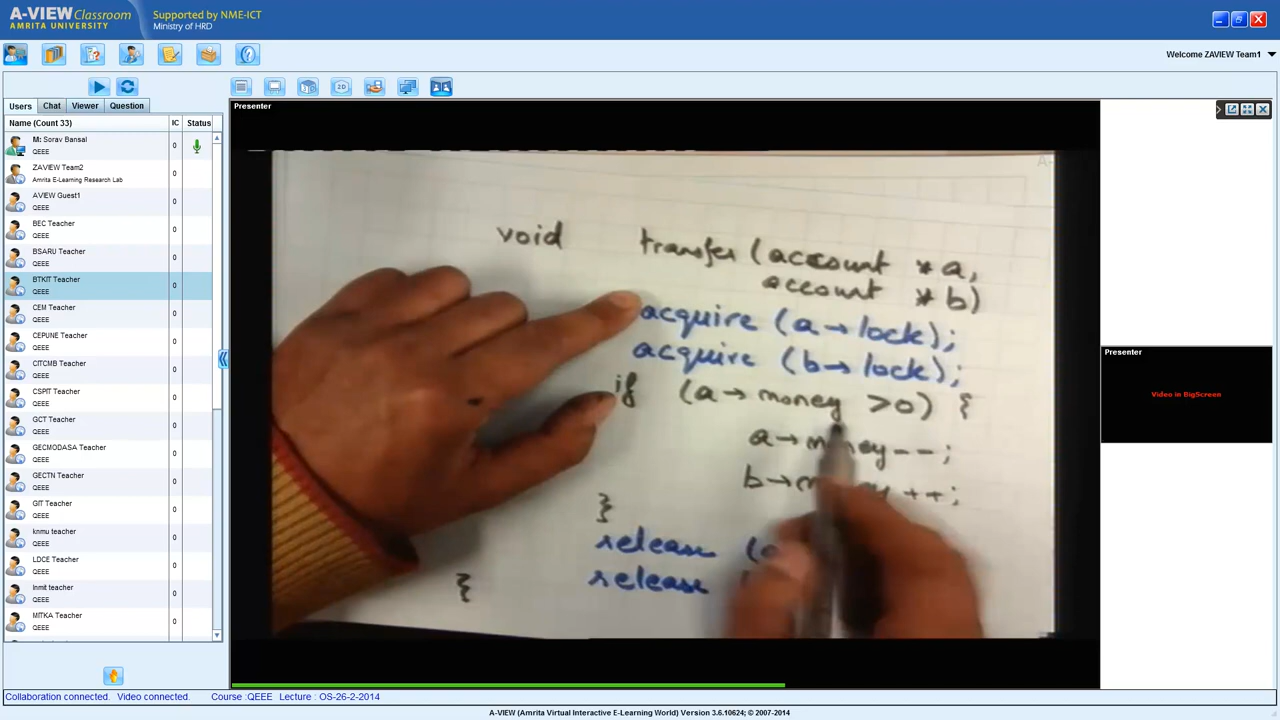 A-VIEW Classroom
AMRITA UNIVERSITY
Supported by NME-ICT
Ministry of HRD
Welcome ZAVIEW Team1
Users Chat Viewer Question
Name (Count 33) IC Status
M: Sorav Bansal
QEEE 0
ZAVIEW Team2
Amrita E-Learning Research Lab 0
AVIEW Guest1
QEEE 0
BEC Teacher
QEEE 0
BSARU Teacher
QEEE 0
BTKIT Teacher
QEEE 0
CEM Teacher
QEEE 0
CEPUNE Teacher
QEEE 0
CITCMB Teacher
QEEE 0
CSPIT Teacher
QEEE 0
GCT Teacher
QEEE 0
GECMODASA Teacher
QEEE 0
GECTN Teacher
QEEE 0
GIT Teacher
QEEE 0
knmu Teacher
QEEE 0
LDCE Teacher
QEEE 0
lnmit teacher
QEEE 0
MITKA Teacher
QEEE 0
Presenter
void transfer (account *a,
account *b)
acquire (a→lock);
acquire (b→lock);
if (a→money >0) {
a→money--;
b→ ++;
}
release (
release
{
Presenter
Video in BigScreen
Collaboration connected. Video connected. Course :QEEE Lecture : OS-26-2-2014
A-VIEW (Amrita Virtual Interactive E-Learning World) Version 3.6.10624; © 2007-2014